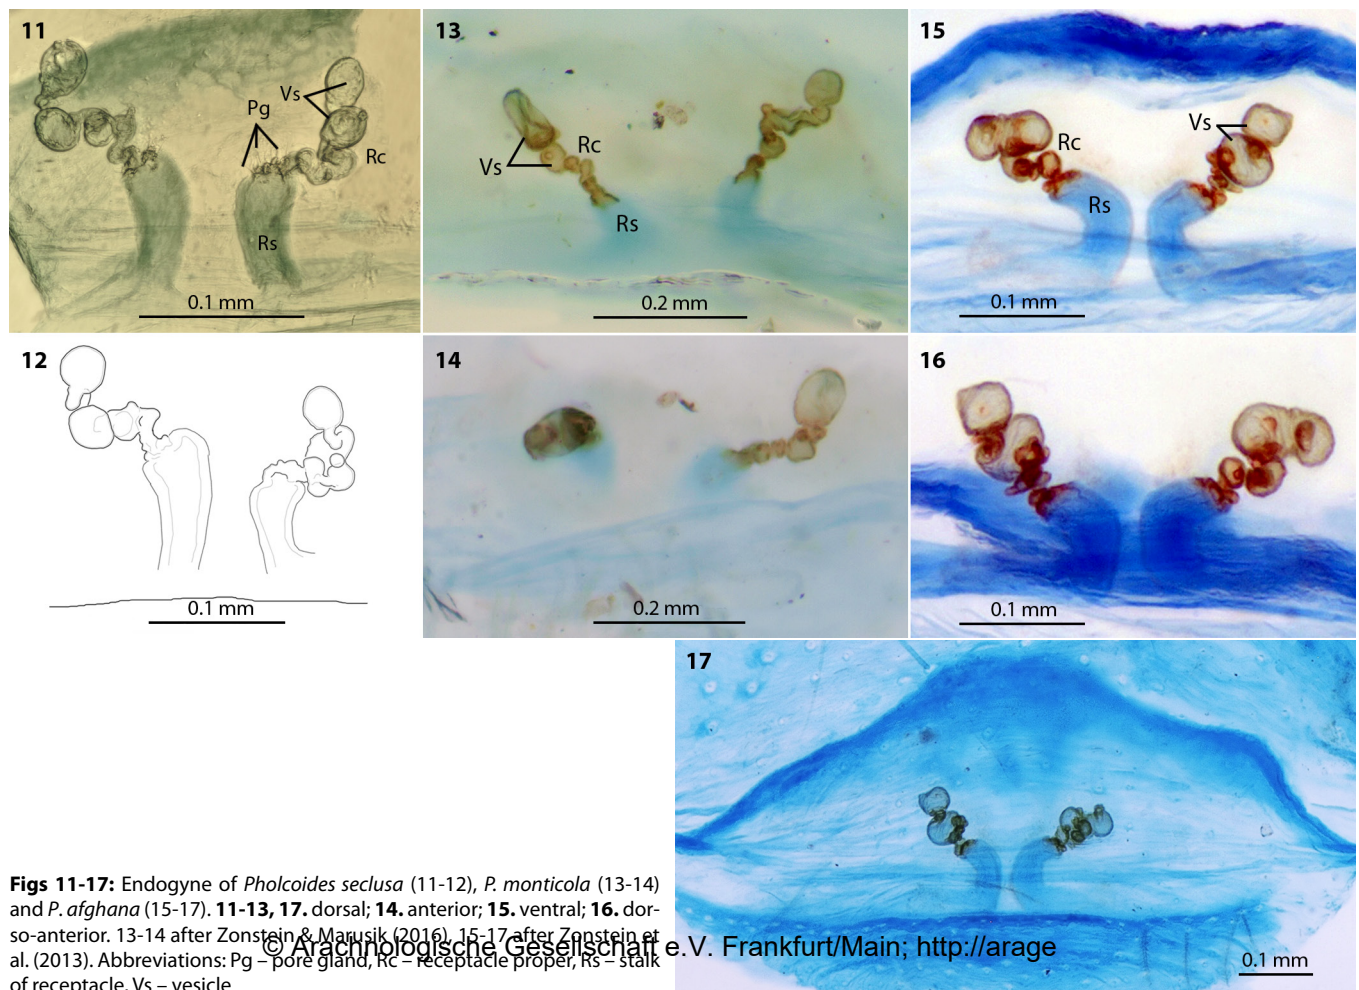 11
Pg
Vs
Rc
Rs
0.1 mm
13
Vs
Rc
Rs
0.2 mm
15
Vs
Rc
Rs
0.1 mm
12
0.1 mm
14
0.2 mm
16
0.1 mm
17
0.1 mm
Figs 11-17: Endogyne of Pholcoides seclusa (11-12), P. monticola (13-14)
and P. afghana (15-17). 11-13, 17. dorsal; 14. anterior; 15. ventral; 16. dor-
so-anterior. 13-14 after Zonstein & Marusik (2016), 15-17 after Zonstein et
© Arachnologische Gesellschaft e.V. Frankfurt/Main; http://arage
al. (2013). Abbreviations: Pg – pore gland, Rc – receptacle proper, Rs – stalk
of receptacle, Vs – vesicle